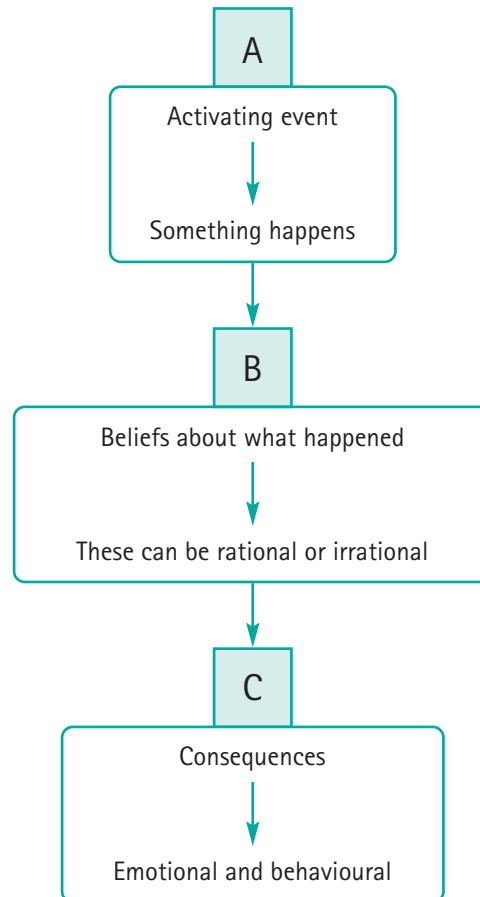 A
Activating event
Something happens
B
Beliefs about what happened
These can be rational or irrational
C
Consequences
Emotional and behavioural